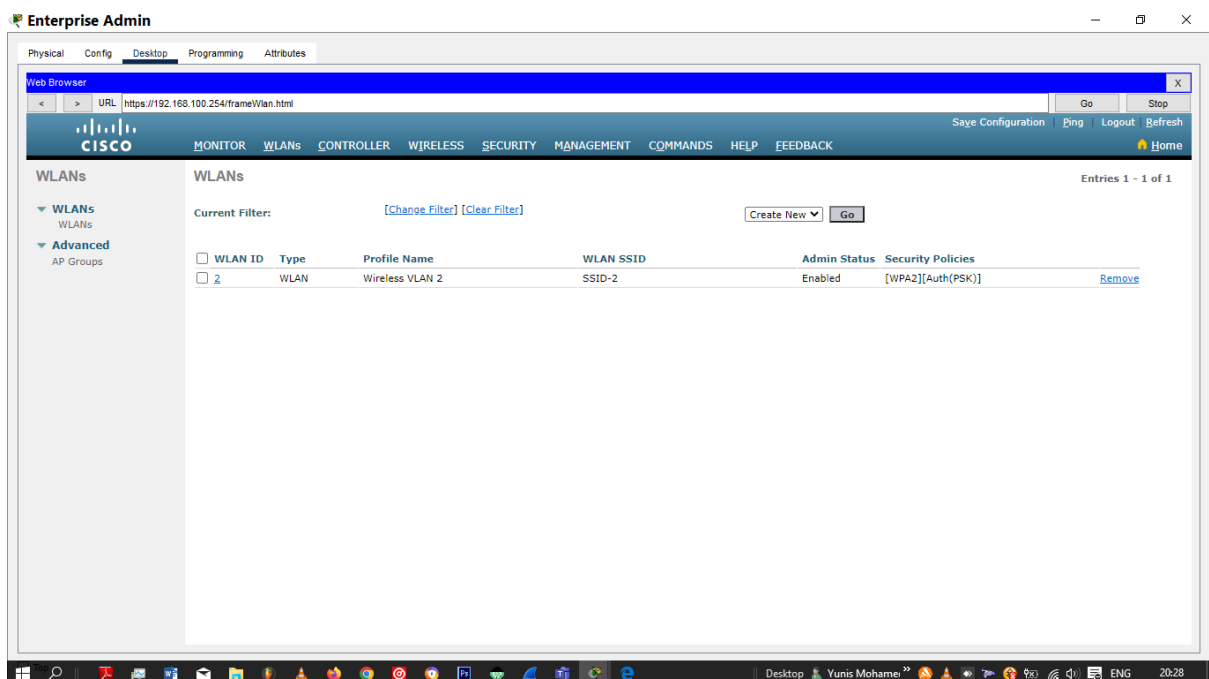 Enterprise Admin
Physical Config Desktop Programming Attributes
Web Browser X
< > URL https://192.168.100.254/frameWlan.html Go Stop
Save Configuration Ping Logout Refresh
CISCO MONITOR WLANs CONTROLLER WIRELESS SECURITY MANAGEMENT COMMANDS HELP FEEDBACK Home
WLANs
WLANs
WLANs
Advanced
AP Groups
WLANs Entries 1 - 1 of 1
Current Filter: [Change Filter] [Clear Filter] Create New Go
WLAN ID Type Profile Name WLAN SSID Admin Status Security Policies
2 WLAN Wireless VLAN 2 SSID-2 Enabled [WPA2][Auth(PSK)] Remove
Top
Desktop Yunis Mohame » ENG 20:28